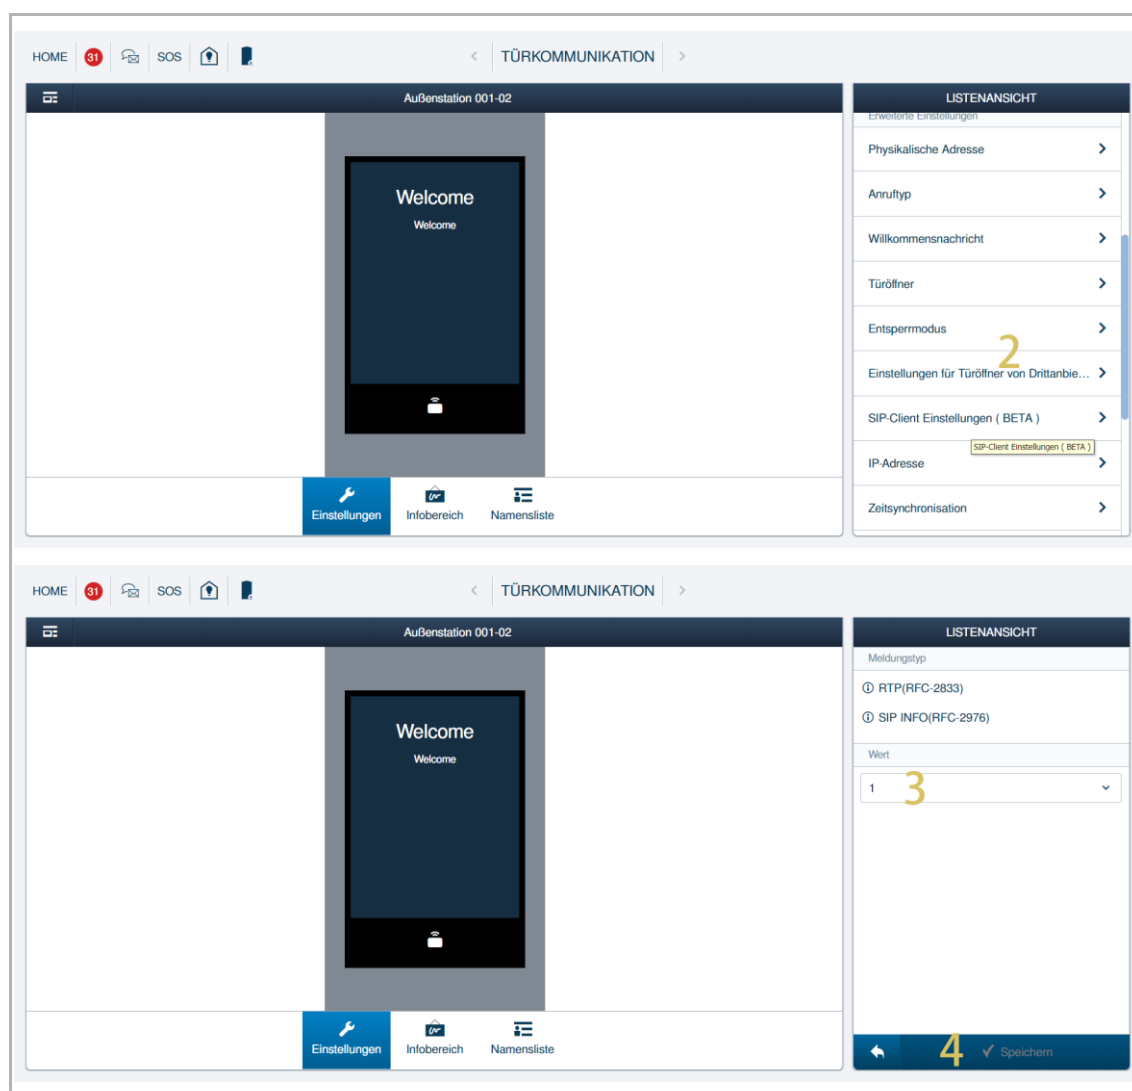 HOME 31 SOS TÜRKOMMUNIKATION
Außenstation 001-02
Welcome
Welcome
Einstellungen Infobereich Namensliste
LISTENANSICHT
Erweiterte Einstellungen
Physikalische Adresse
Anruftyp
Willkommensnachricht
Türöffner
Entsperrmodus
2
Einstellungen für Türöffner von Drittanbie...
SIP-Client Einstellungen ( BETA )
SIP-Client Einstellungen ( BETA )
IP-Adresse
Zeitsynchronisation
HOME 31 SOS TÜRKOMMUNIKATION
Außenstation 001-02
Welcome
Welcome
Einstellungen Infobereich Namensliste
LISTENANSICHT
Meldungstyp
RTP(RFC-2833)
SIP INFO(RFC-2976)
Wert
1 3
4 Speichern